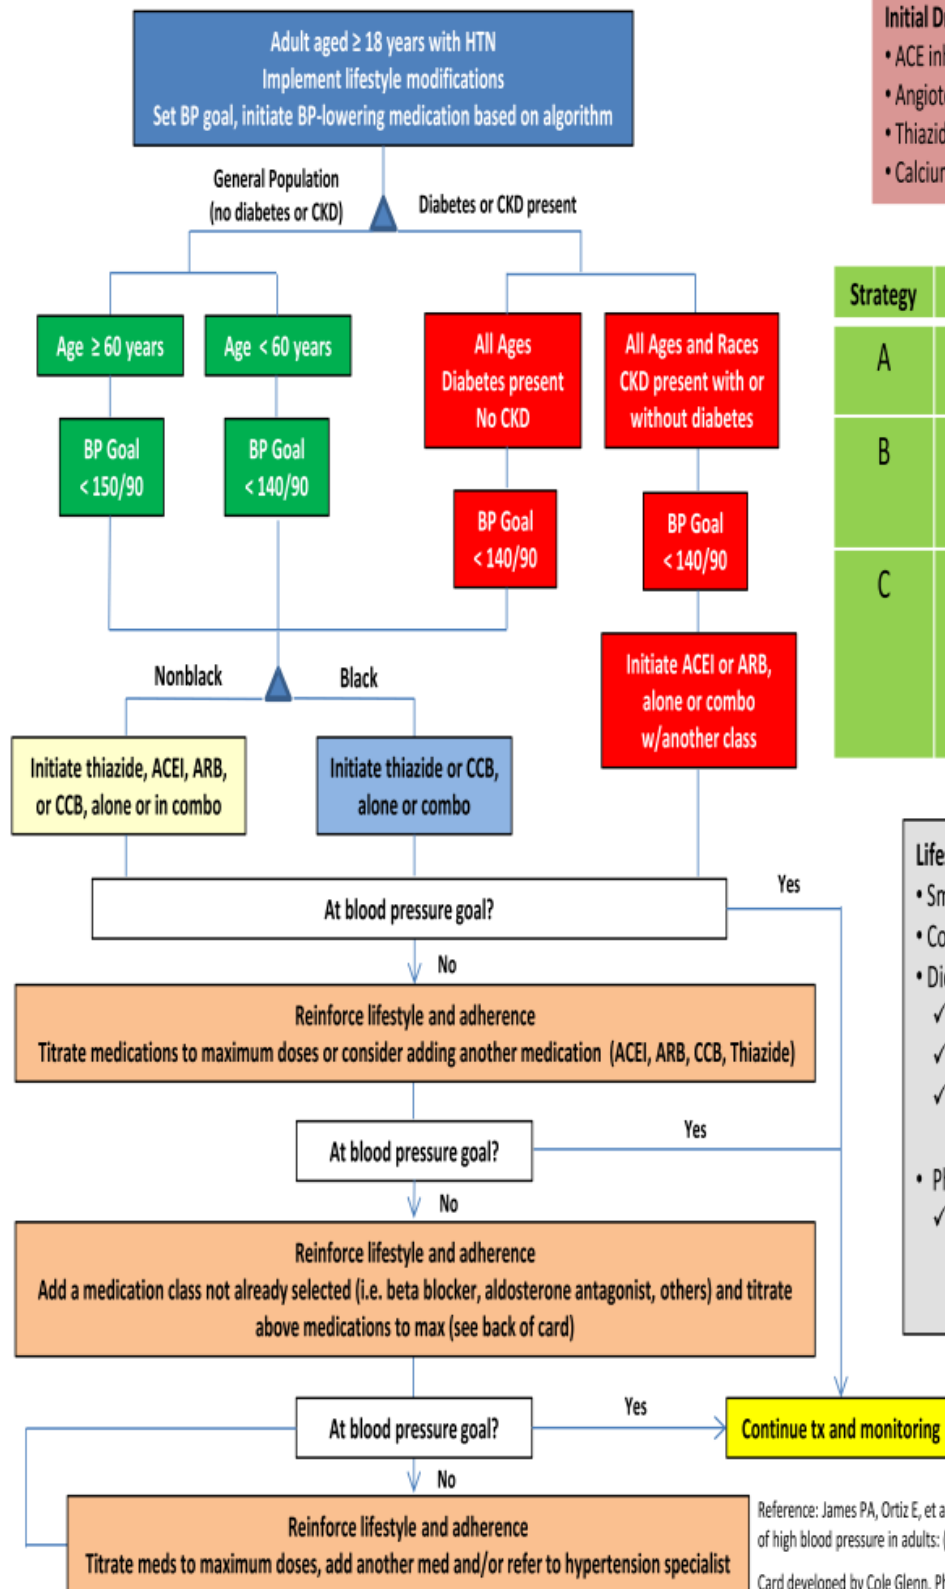 Adult aged ≥ 18 years with HTN
Implement lifestyle modifications
Set BP goal, initiate BP-lowering medication based on algorithm
General Population
(no diabetes or CKD)
Diabetes or CKD present
Age ≥ 60 years
Age < 60 years
All Ages
Diabetes present
No CKD
All Ages and Races
CKD present with or
without diabetes
BP Goal
< 150/90
BP Goal
< 140/90
BP Goal
< 140/90
BP Goal
< 140/90
Initiate ACEI or ARB,
alone or combo
w/another class
Nonblack
Black
Initiate thiazide, ACEI, ARB,
or CCB, alone or in combo
Initiate thiazide or CCB,
alone or combo
At blood pressure goal?
Yes
No
Reinforce lifestyle and adherence
Titrate medications to maximum doses or consider adding another medication (ACEI, ARB, CCB, Thiazide)
At blood pressure goal?
Yes
No
Reinforce lifestyle and adherence
Add a medication class not already selected (i.e. beta blocker, aldosterone antagonist, others) and titrate
above medications to max (see back of card)
At blood pressure goal?
Yes
Continue tx and monitoring
No
Reinforce lifestyle and adherence
Titrate meds to maximum doses, add another med and/or refer to hypertension specialist
Initial
• ACE
•
•
•
Strategy
A
B
C
•
•
•
✓
✓
✓
•
✓
Reference: James PA, Ortiz E, et
of high blood pressure in adults: (
Card developed by Cole Glenn,